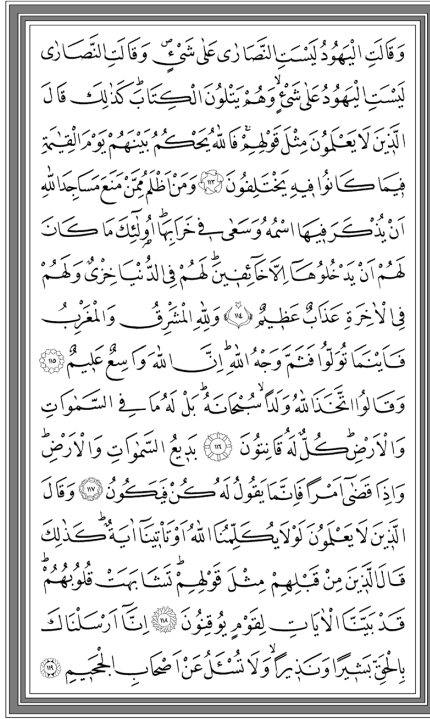 وَقَالَتِ الْيَهُودُ لَيْسَتِ النَّصَارٰى عَلٰى شَيْءٍۖ وَقَالَتِ النَّصَارٰى
لَيْسَتِ الْيَهُودُ عَلٰى شَيْءٍۙ وَهُمْ يَتْلُونَ الْكِتَابَۜ كَذٰلِكَ قَالَ
الَّذِينَ لَا يَعْلَمُونَ مِثْلَ قَوْلِهِمْۚ فَاللّٰهُ يَحْكُمُ بَيْنَهُمْ يَوْمَ الْقِيٰمَةِ
فِيمَا كَانُوا فِيهِ يَخْتَلِفُونَ ﴿١١٣﴾ وَمَنْ اَظْلَمُ مِمَّنْ مَنَعَ مَسَاجِدَ اللّٰهِ
اَنْ يُذْكَرَ فِيهَا اسْمُهُ وَسَعٰى فِي خَرَابِهَاۜ اُولٰئِكَ مَا كَانَ
لَهُمْ اَنْ يَدْخُلُوهَا اِلَّا خَائِفِينَۜ لَهُمْ فِي الدُّنْيَا خِزْيٌ وَلَهُمْ
فِي الْاٰخِرَةِ عَذَابٌ عَظِيمٌ ﴿١١٤﴾ وَلِلّٰهِ الْمَشْرِقُ وَالْمَغْرِبُ
فَاَيْنَمَا تُوَلُّوا فَثَمَّ وَجْهُ اللّٰهِۜ اِنَّ اللّٰهَ وَاسِعٌ عَلِيمٌ ﴿١١٥﴾
وَقَالُوا اتَّخَذَ اللّٰهُ وَلَدًاۙ سُبْحَانَهُۜ بَلْ لَهُ مَا فِي السَّمٰوَاتِ
وَالْاَرْضِۜ كُلٌّ لَهُ قَانِتُونَ ﴿١١٦﴾ بَدِيعُ السَّمٰوَاتِ وَالْاَرْضِۜ
وَاِذَا قَضٰى اَمْرًا فَاِنَّمَا يَقُولُ لَهُ كُنْ فَيَكُونُ ﴿١١٧﴾ وَقَالَ
الَّذِينَ لَا يَعْلَمُونَ لَوْلَا يُكَلِّمُنَا اللّٰهُ اَوْ تَأْتِينَا اٰيَةٌۜ كَذٰلِكَ
قَالَ الَّذِينَ مِنْ قَبْلِهِمْ مِثْلَ قَوْلِهِمْۜ تَشَابَهَتْ قُلُوبُهُمْۜ
قَدْ بَيَّنَّا الْاٰيَاتِ لِقَوْمٍ يُوقِنُونَ ﴿١١٨﴾ اِنَّا اَرْسَلْنَاكَ
بِالْحَقِّ بَشِيرًا وَنَذِيرًاۙ وَلَا تُسْئَلُ عَنْ اَصْحَابِ الْجَحِيمِ ﴿١١٩﴾